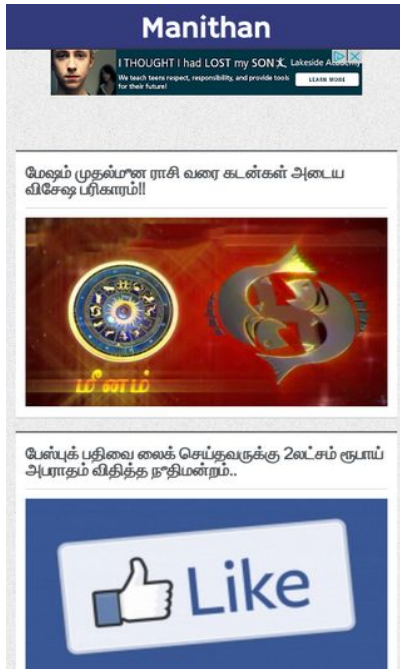 Manithan
I THOUGHT I had LOST my SON
Lakeside Academy
We teach teens respect, responsibility, and provide tools
for their future!
LEARN MORE
மேஷம் முதல்மீன ராசி வரை கடன்கள் அடைய
விசேஷ பரிகாரம்!!
மீனம்
பேஸ்புக் பதிவை லைக் செய்தவருக்கு 2லட்சம் ரூபாய்
அபராதம் விதித்த நீதிமன்றம்..
Like